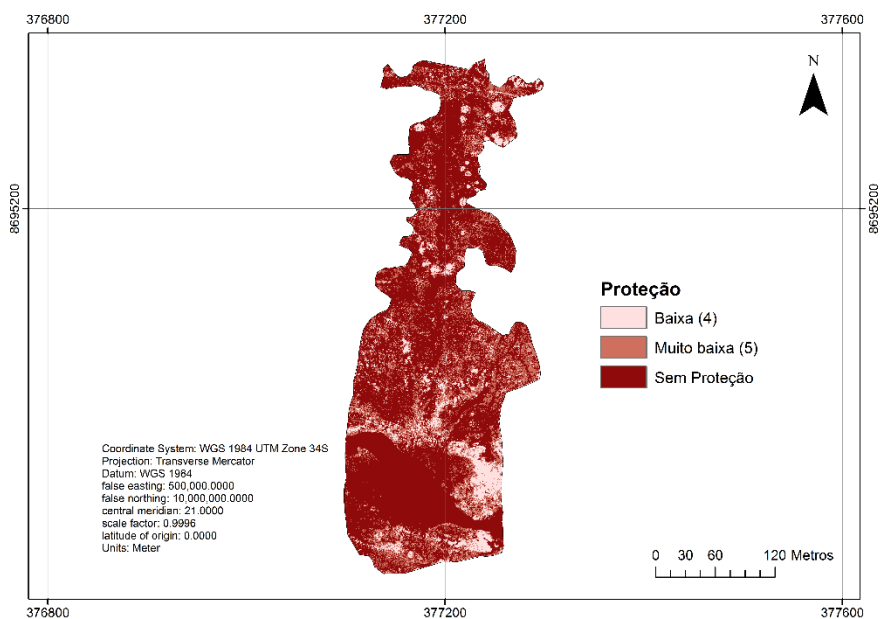 376800 377200 377600
N
8695200 8695200
Proteção
Baixa (4)
Muito baixa (5)
Sem Proteção
Coordinate System: WGS 1984 UTM Zone 34S
Projection: Transverse Mercator
Datum: WGS 1984
false easting: 500,000.0000
false northing: 10,000,000.0000
central meridian: 21.0000
scale factor: 0.9996
latitude of origin: 0.0000
Units: Meter
0 30 60 120 Metros
376800 377200 377600